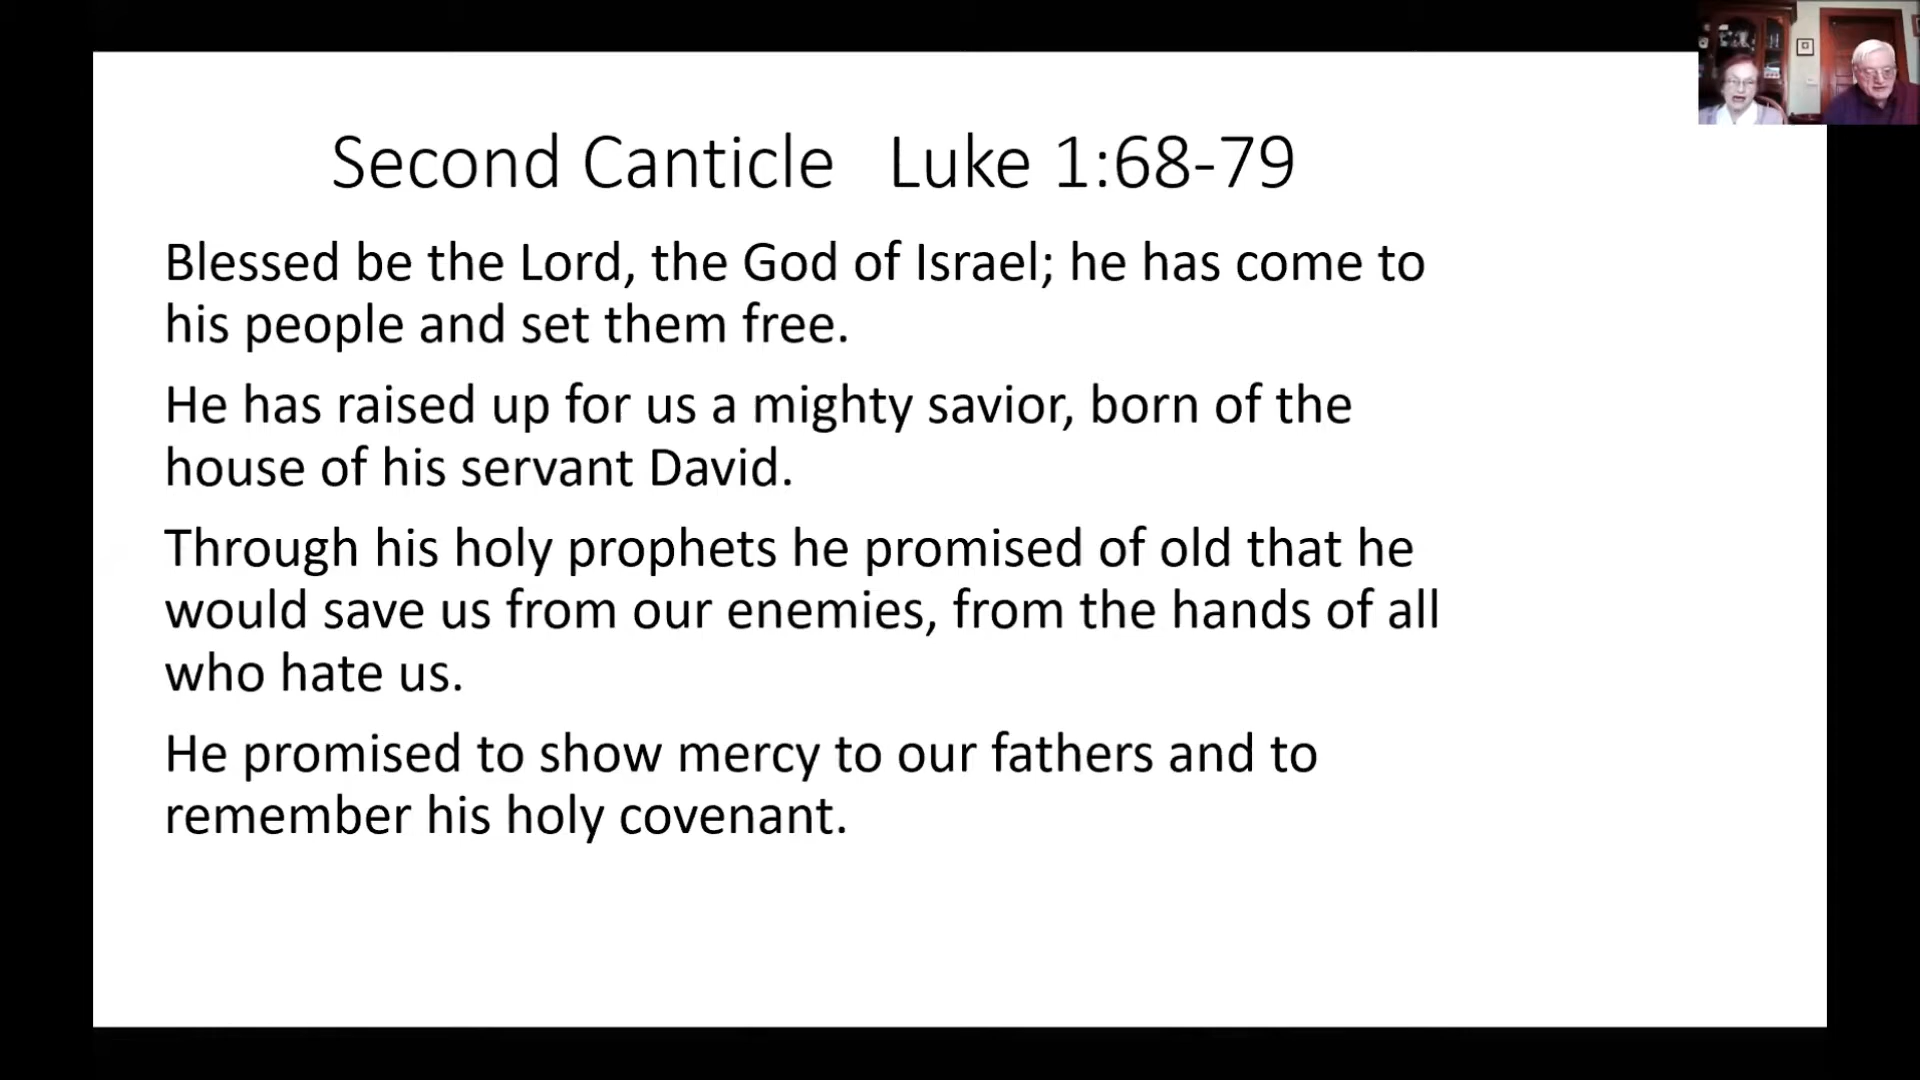 Second Canticle Luke 1:68-79
Blessed be the Lord, the God of Israel; he has come to
his people and set them free.
He has raised up for us a mighty savior, born of the
house of his servant David.
Through his holy prophets he promised of old that he
would save us from our enemies, from the hands of all
who hate us.
He promised to show mercy to our fathers and to
remember his holy covenant.